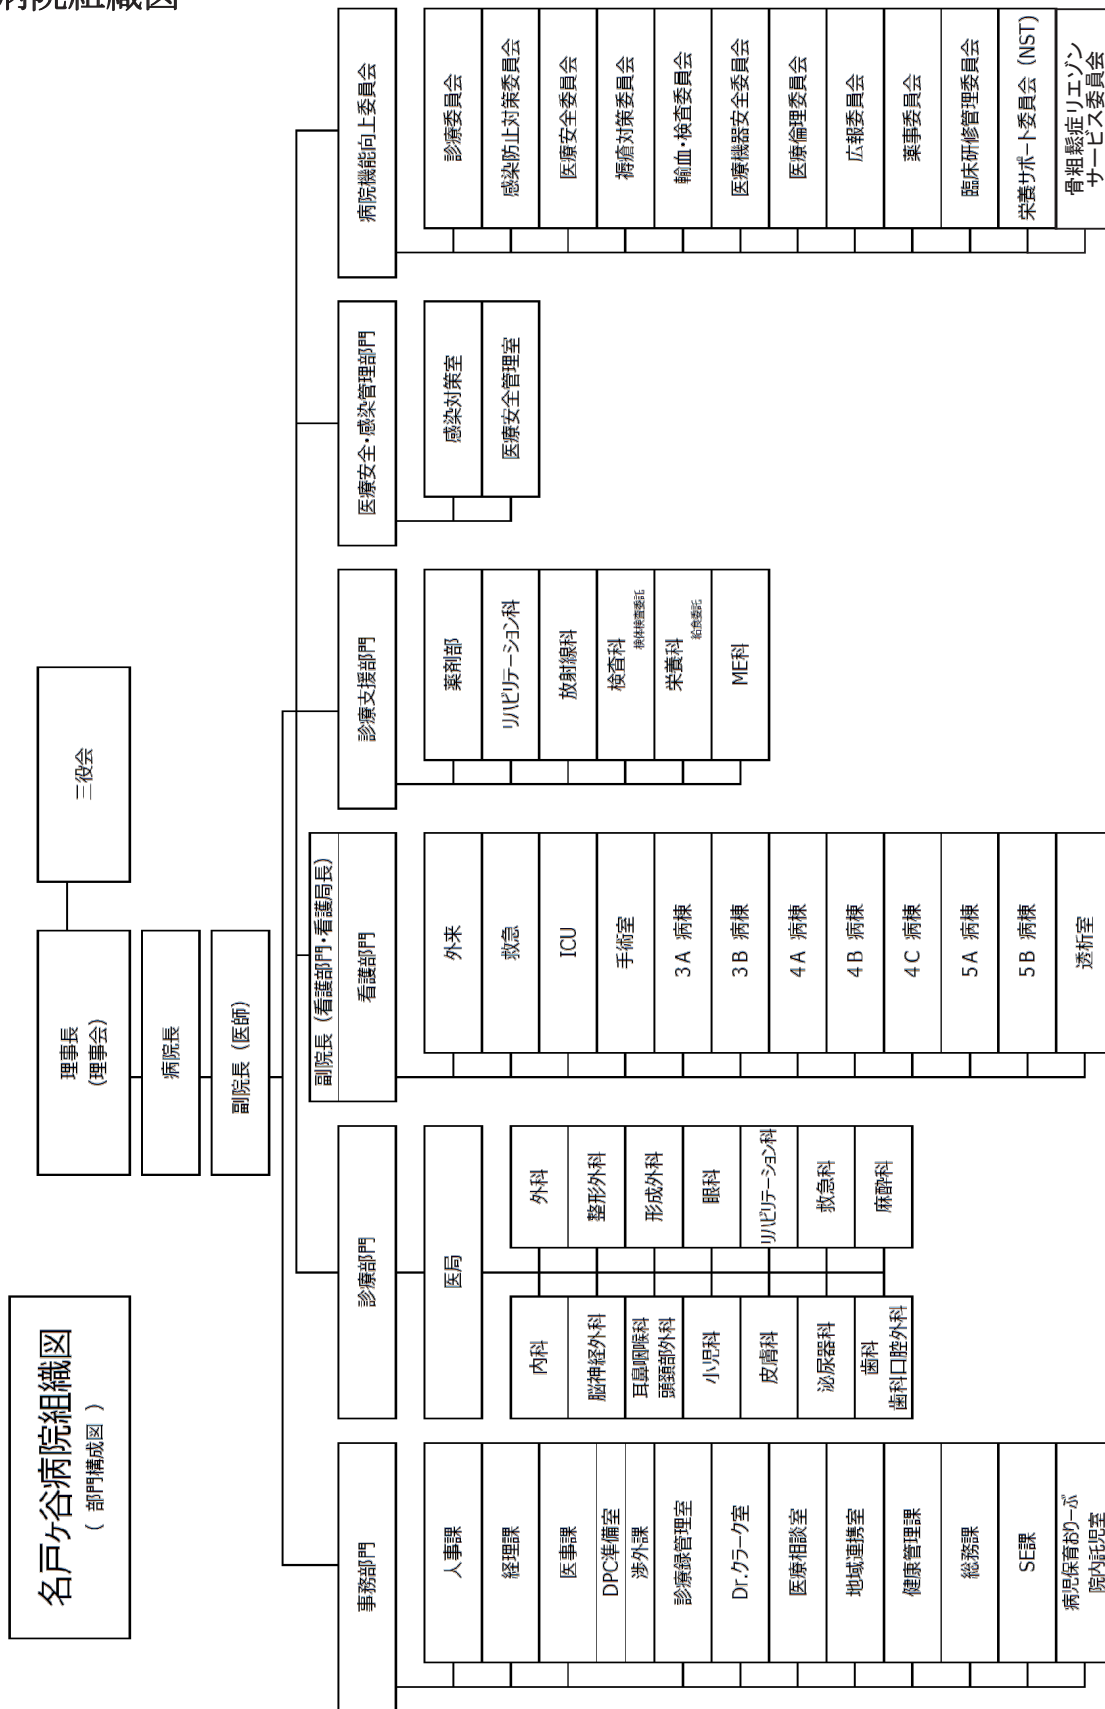 病院組織図
名戸ヶ谷病院組織図
( 部門構成図 )
理事長
(理事会)
三役会
病院長
副院長 (医師)
事務部門
人事課
経理課
医事課
DPC準備室
渉外課
診療録管理室
Dr.クラーク室
医療相談室
地域連携室
健康管理課
総務課
SE課
病児保育おりーぶ
院内託児室
診療部門
医局
内科
脳神経外科
耳鼻咽喉科
頭頸部外科
小児科
皮膚科
泌尿器科
歯科
歯科口腔外科
外科
整形外科
形成外科
眼科
リハビリテーション科
救急科
麻酔科
副院長 (看護部門・看護局長)
看護部門
外来
救急
ICU
手術室
3A 病棟
3B 病棟
4A 病棟
4B 病棟
4C 病棟
5A 病棟
5B 病棟
透析室
診療支援部門
薬剤部
リハビリテーション科
放射線科
検査科
検体検査委託
栄養科
給食委託
ME科
医療安全・感染管理部門
感染対策室
医療安全管理室
病院機能向上委員会
診療委員会
感染防止対策委員会
医療安全委員会
褥瘡対策委員会
輸血・検査委員会
医療機器安全委員会
医療倫理委員会
広報委員会
薬事委員会
臨床研修管理委員会
栄養サポート委員会 (NST)
骨粗鬆症リエゾン
サービス委員会